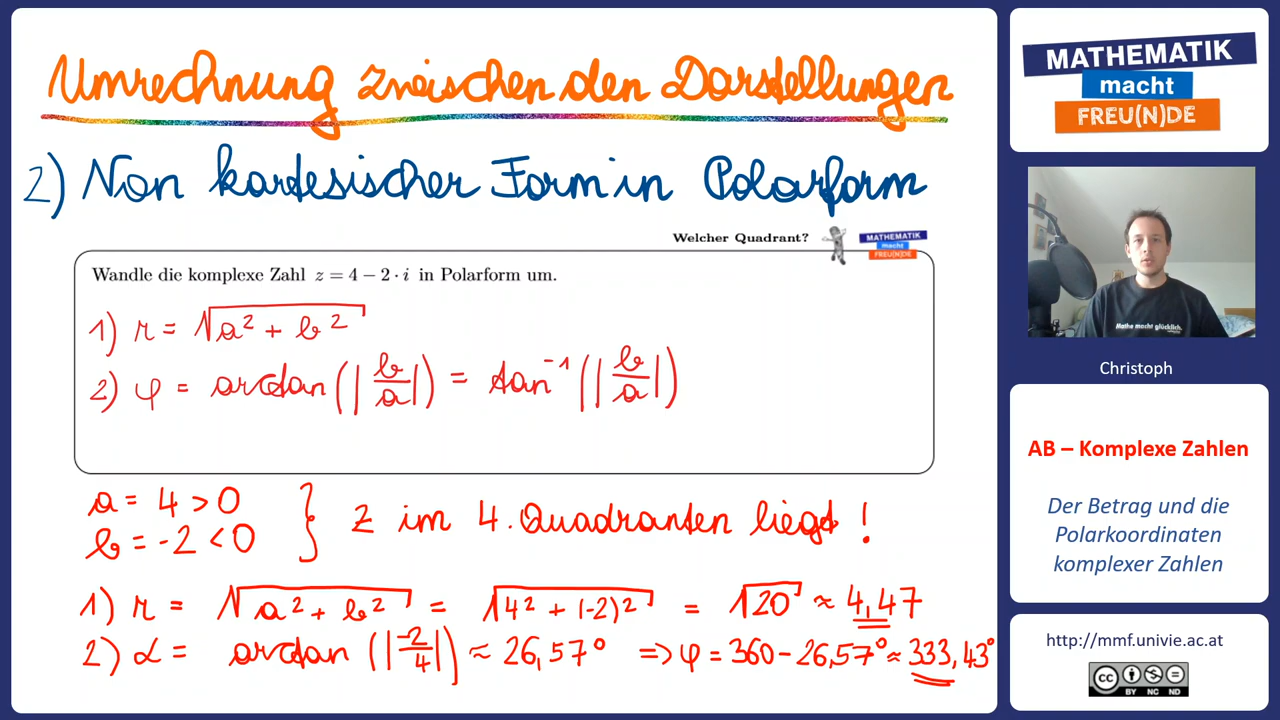 Umrechnung zwischen den Darstellungen
2) Von kartesischer Form in Polarform
Welcher Quadrant?
MATHEMATIK
macht
FREU(N)DE
Wandle die komplexe Zahl z = 4 − 2 · i in Polarform um.
1) r = √(a² + b²)
2) φ = arctan(|b/a|) = tan⁻¹(|b/a|)
a = 4 > 0
b = -2 < 0
} z im 4. Quadranten liegt!
1) r = √(a² + b²) = √(4² + (-2)²) = √20 ≈ 4,47
2) α = arctan(|-2/4|) ≈ 26,57° ⇒ φ = 360 - 26,57° ≈ 333,43°
MATHEMATIK
macht
FREU(N)DE
Mathe macht glücklich.
Christoph
AB – Komplexe Zahlen
Der Betrag und die
Polarkoordinaten
komplexer Zahlen
http://mmf.univie.ac.at
CC BY NC ND